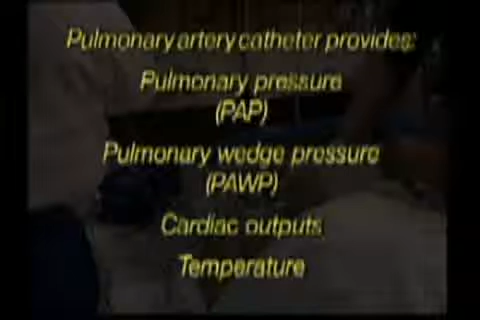 Pulmonary artery catheter provides:
Pulmonary pressure
(PAP)
Pulmonary wedge pressure
(PAWP)
Cardiac outputs
Temperature